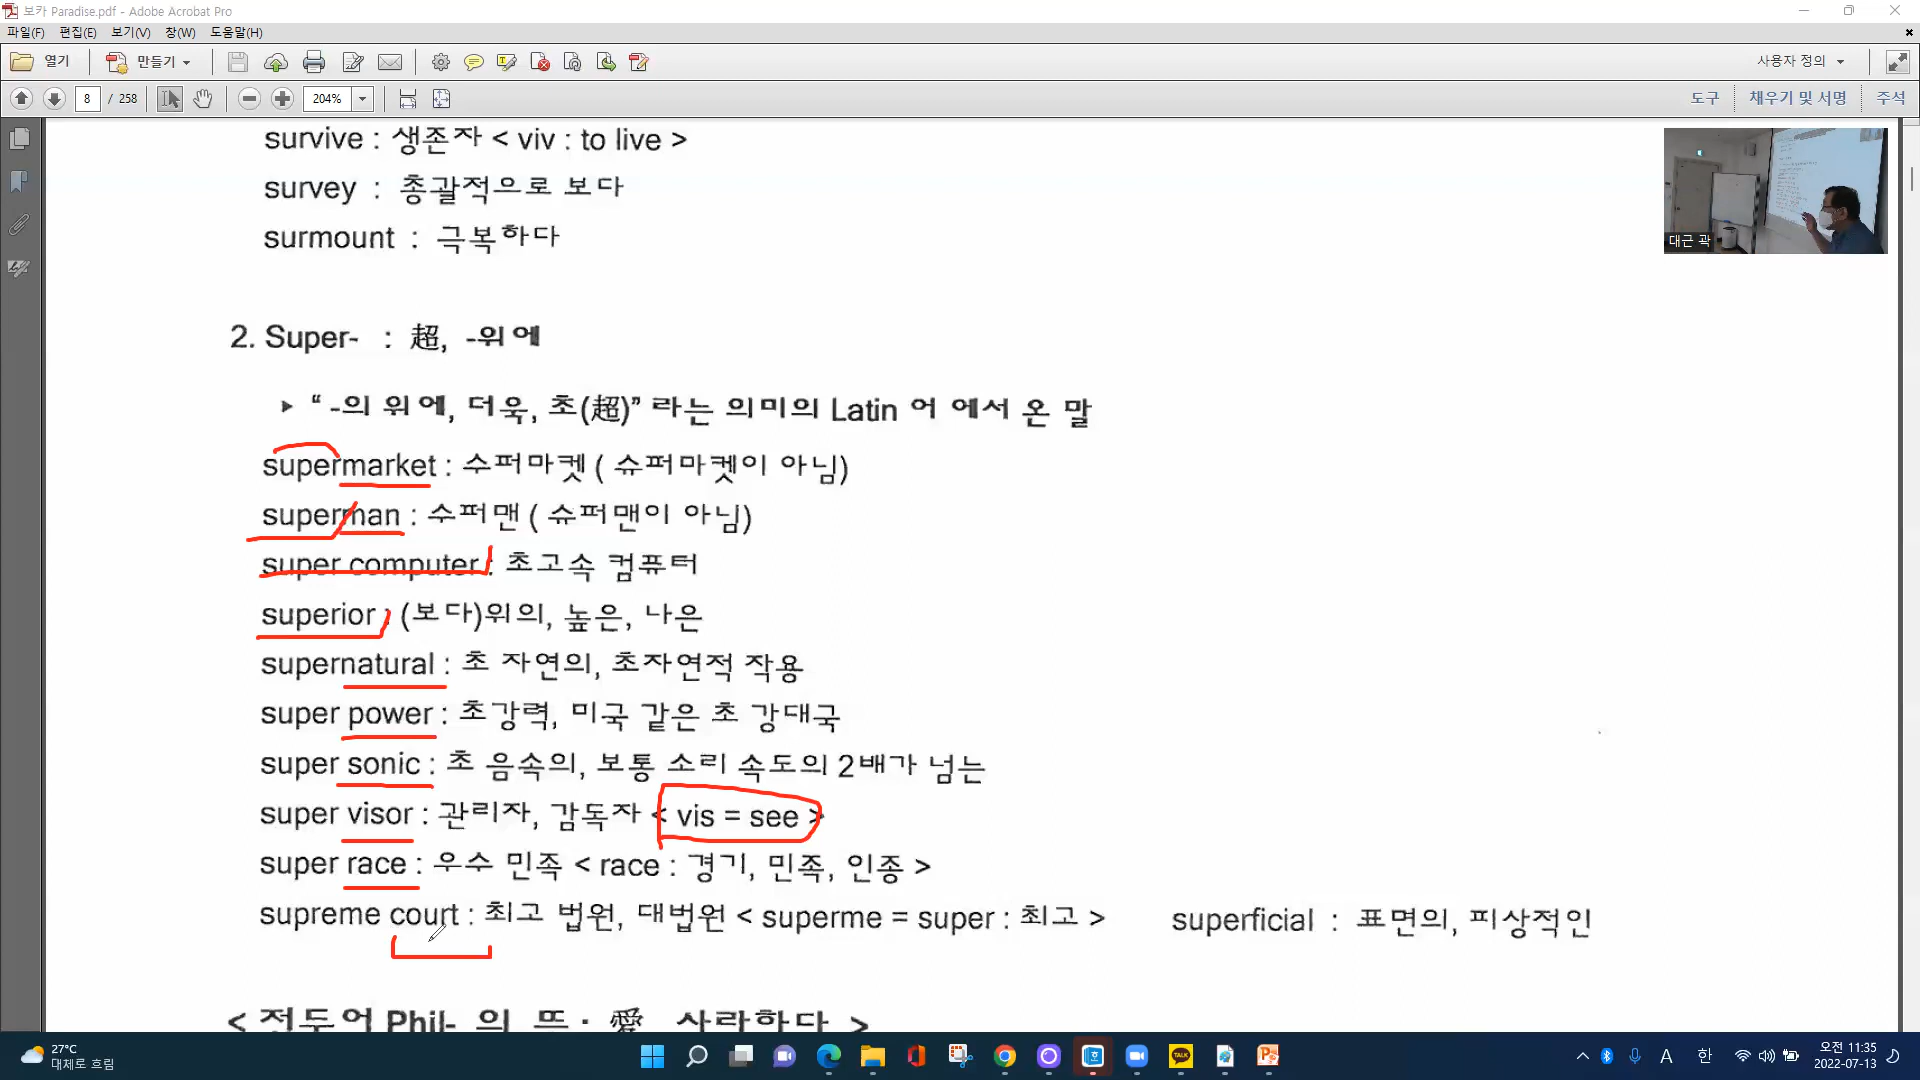 보카 Paradise.pdf - Adobe Acrobat Pro
파일(F) 편집(E) 보기(V) 창(W) 도움말(H)
열기 만들기 사용자 정의
8 / 258 204% 도구 채우기 및 서명 주석
survive : 생존자 < viv : to live >
survey : 총괄적으로 보다
surmount : 극복하다
대근 곽
2. Super- : 超, -위에
▶ “ -의 위에, 더욱, 초(超)” 라는 의미의 Latin 어 에서 온 말
supermarket : 수퍼마켓 ( 슈퍼마켓이 아님)
superman : 수퍼맨 ( 슈퍼맨이 아님)
super computer : 초고속 컴퓨터
superior : (보다)위의, 높은, 나은
supernatural : 초 자연의, 초자연적 작용
super power : 초강력, 미국 같은 초 강대국
super sonic : 초 음속의, 보통 소리 속도의 2배가 넘는
super visor : 관리자, 감독자 < vis = see >
super race : 우수 민족 < race : 경기, 민족, 인종 >
supreme court : 최고 법원, 대법원 < superme = super : 최고 > superficial : 표면의, 피상적인
< 접두어 Phil- 의 뜻 : 愛 사랑하다 >
27°C
대체로 흐림
A 한
오전 11:35
2022-07-13